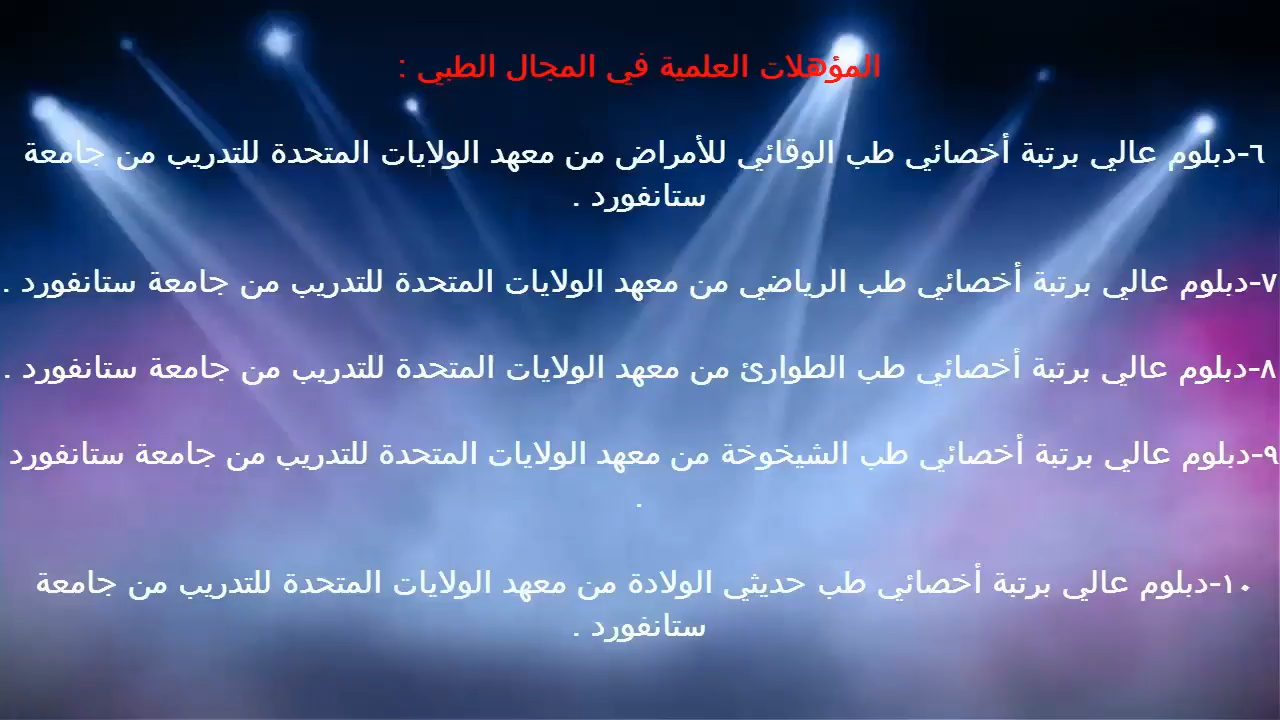 المؤهلات العلمية في المجال الطبي :
٦-دبلوم عالي برتبة أخصائي طب الوقائي للأمراض من معهد الولايات المتحدة للتدريب من جامعة
ستانفورد .
٧-دبلوم عالي برتبة أخصائي طب الرياضي من معهد الولايات المتحدة للتدريب من جامعة ستانفورد .
٨-دبلوم عالي برتبة أخصائي طب الطوارئ من معهد الولايات المتحدة للتدريب من جامعة ستانفورد .
٩-دبلوم عالي برتبة أخصائي طب الشيخوخة من معهد الولايات المتحدة للتدريب من جامعة ستانفورد
.
١٠-دبلوم عالي برتبة أخصائي طب حديثي الولادة من معهد الولايات المتحدة للتدريب من جامعة
ستانفورد .